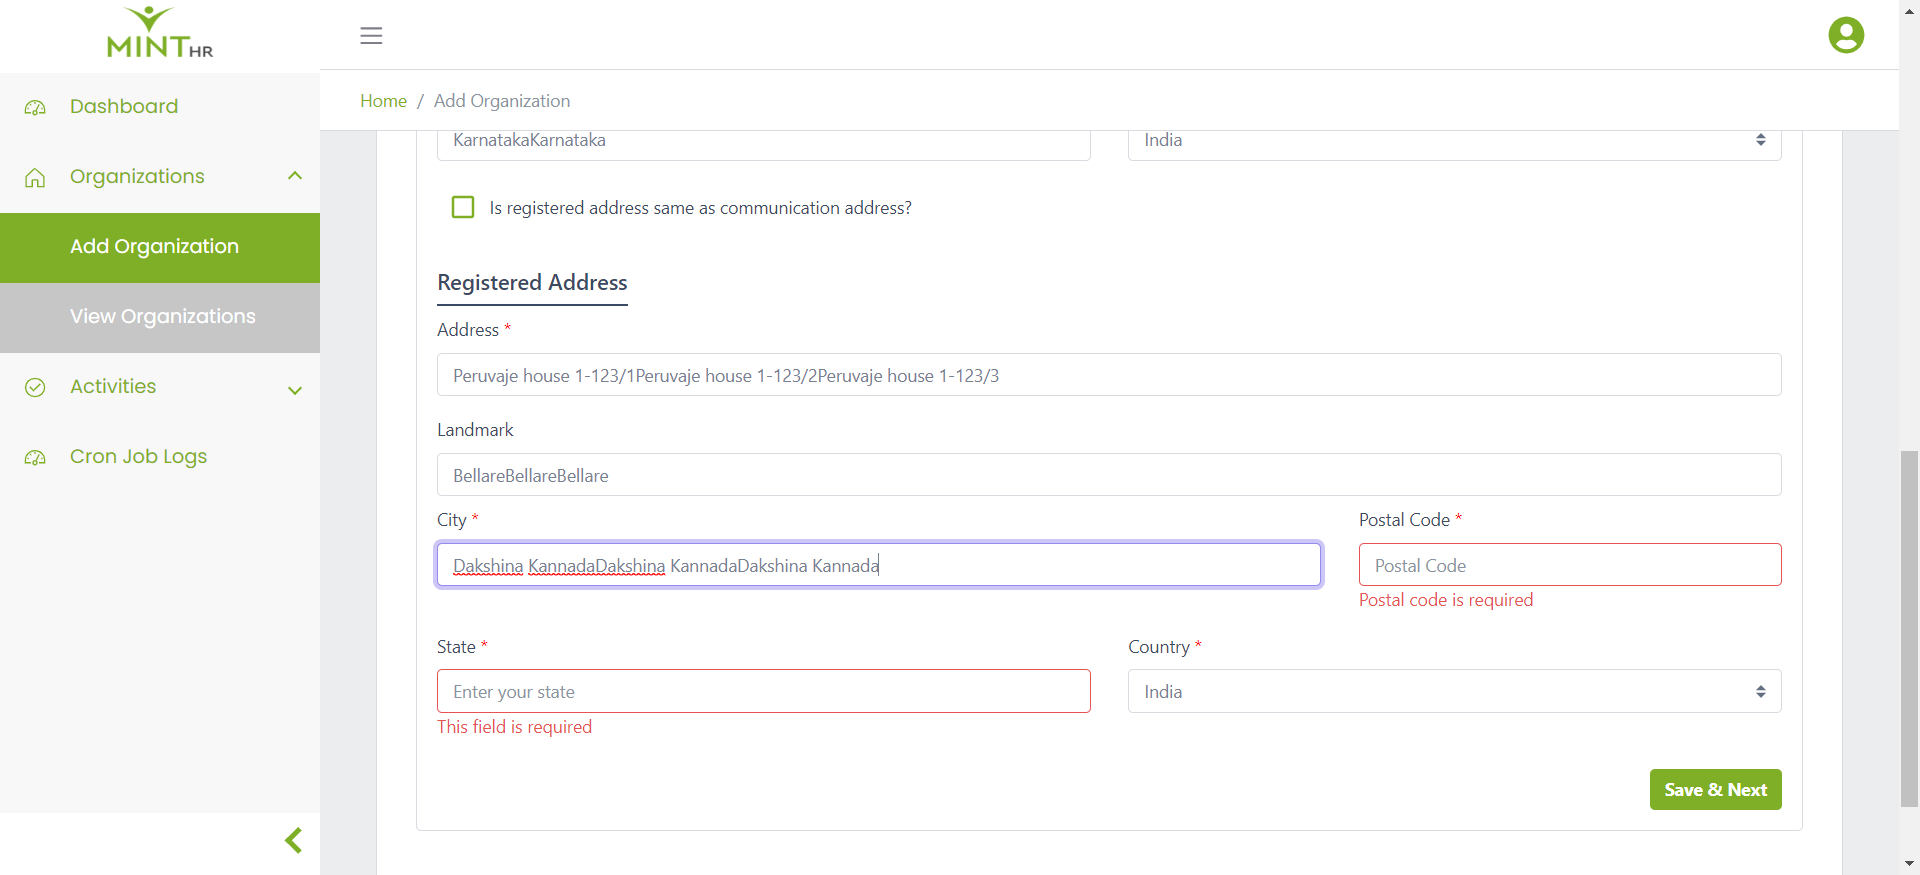 MINT HR
Home / Add Organization
Dashboard
Organizations
Add Organization
View Organizations
Activities
Cron Job Logs
KarnatakaKarnataka
India
Is registered address same as communication address?
Registered Address
Address *
Peruvaje house 1-123/1Peruvaje house 1-123/2Peruvaje house 1-123/3
Landmark
BellareBellareBellare
City *
Postal Code *
Dakshina KannadaDakshina KannadaDakshina Kannada
Postal Code
Postal code is required
State *
Country *
Enter your state
India
This field is required
Save & Next